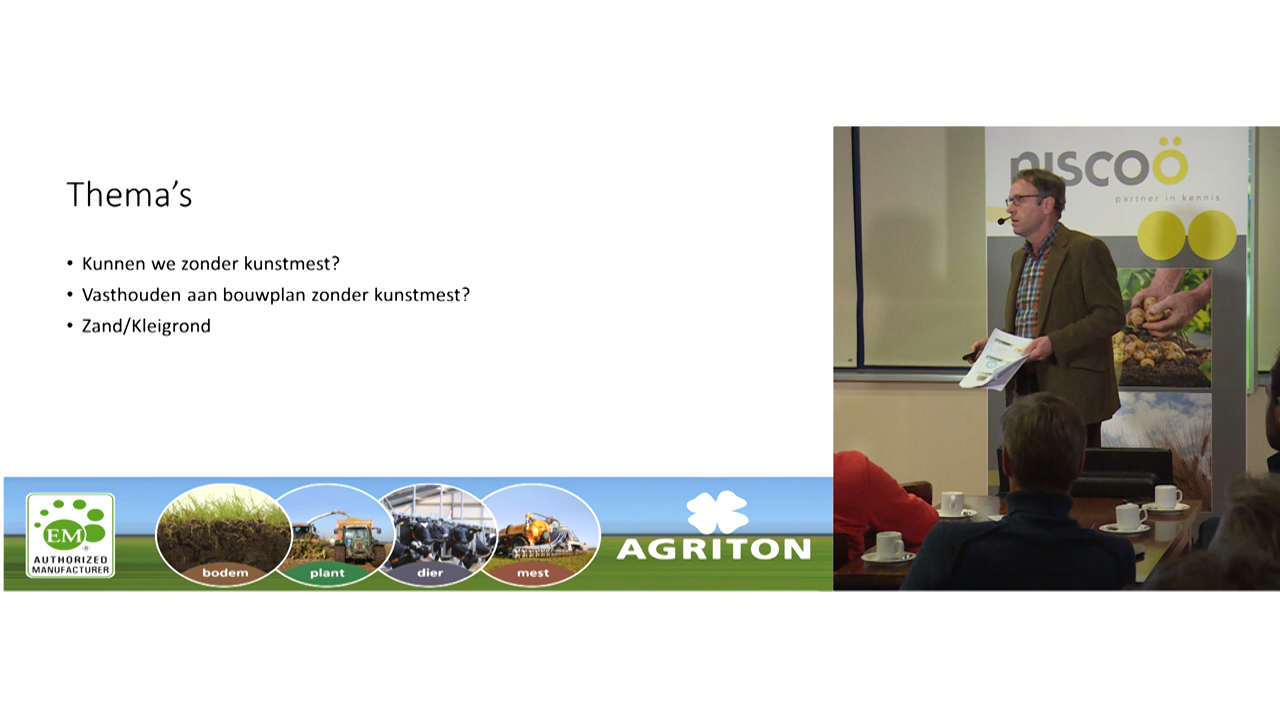 Thema's
• Kunnen we zonder kunstmest?
• Vasthouden aan bouwplan zonder kunstmest?
• Zand/Kleigrond
EM®
AUTHORIZED
MANUFACTURER
bodem
plant
dier
mest
AGRITON
niscoö
partner in kennis